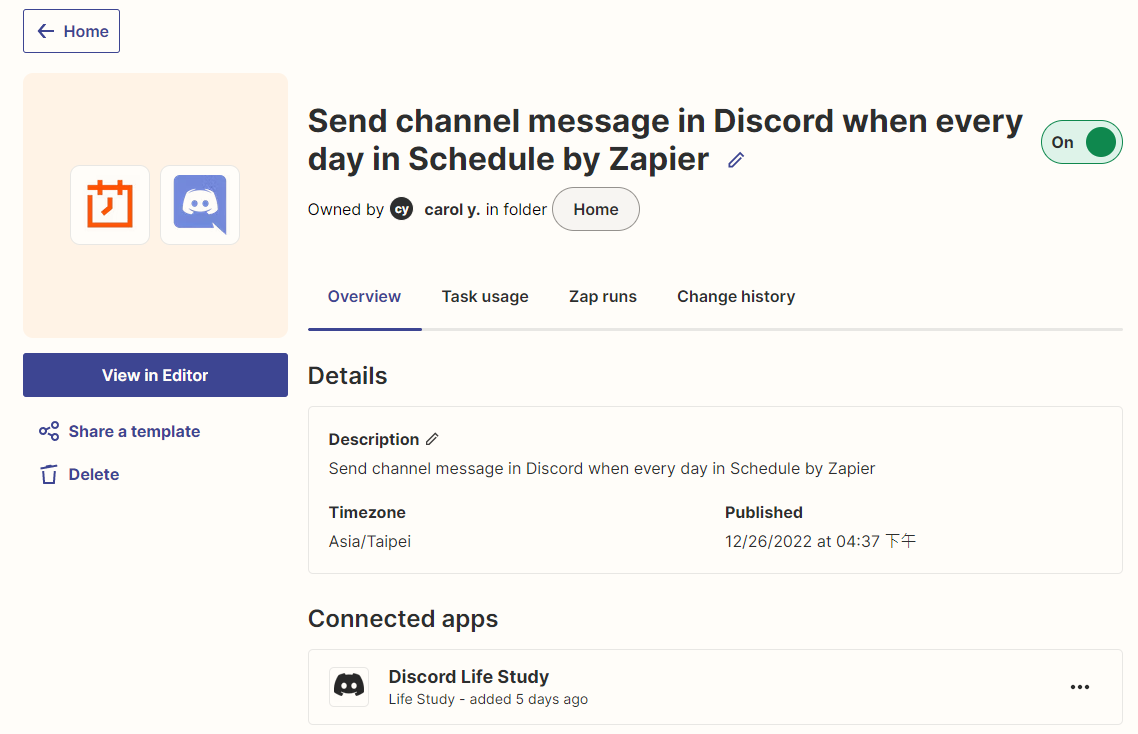 Home
Send channel message in Discord when every
day in Schedule by Zapier
On
Owned by cy carol y. in folder Home
Overview Task usage Zap runs Change history
View in Editor
Share a template
Delete
Details
Description
Send channel message in Discord when every day in Schedule by Zapier
Timezone Published
Asia/Taipei 12/26/2022 at 04:37 下午
Connected apps
Discord Life Study
Life Study - added 5 days ago